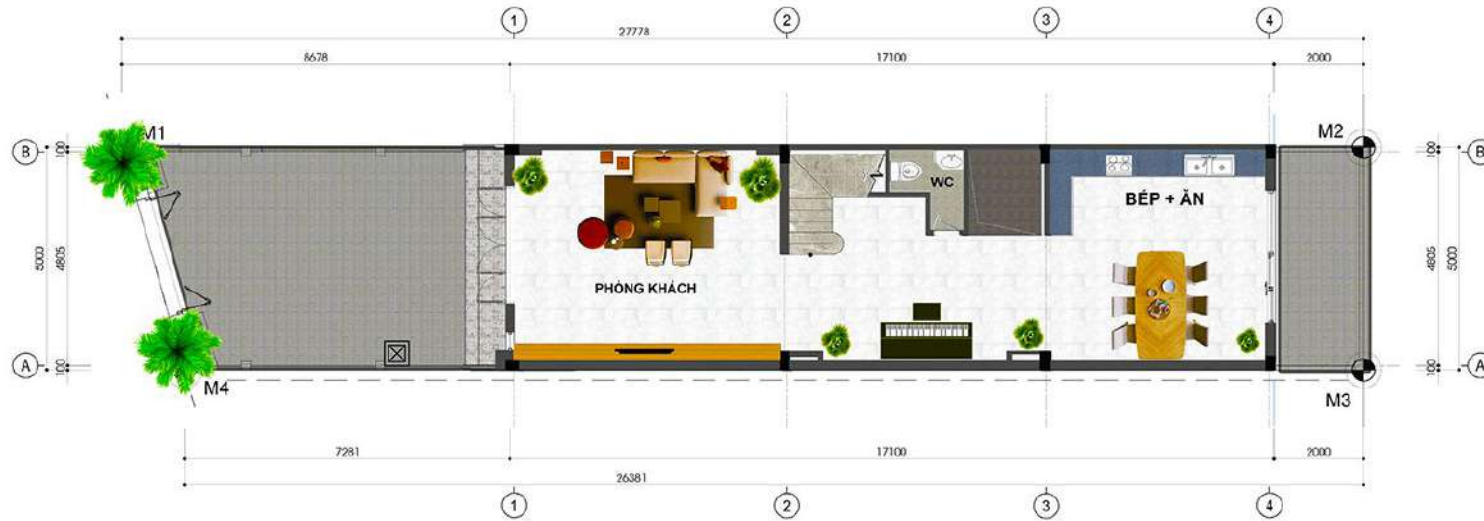 1 2 3 4
27778
8678 17100 2000
M1 M2
B 100 100 B
WC
BẾP + ĂN
5000 4805 4805 5000
PHÒNG KHÁCH
A 100 100 A
M4 M3
7281 17100 2000
26381
1 2 3 4